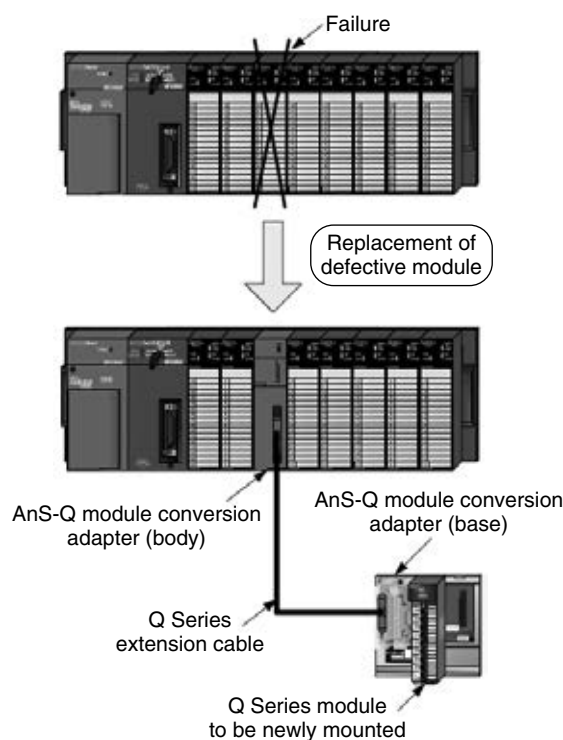 Failure
Replacement of
defective module
AnS-Q module conversion
adapter (body)
AnS-Q module conversion
adapter (base)
Q Series
extension cable
Q Series module
to be newly mounted